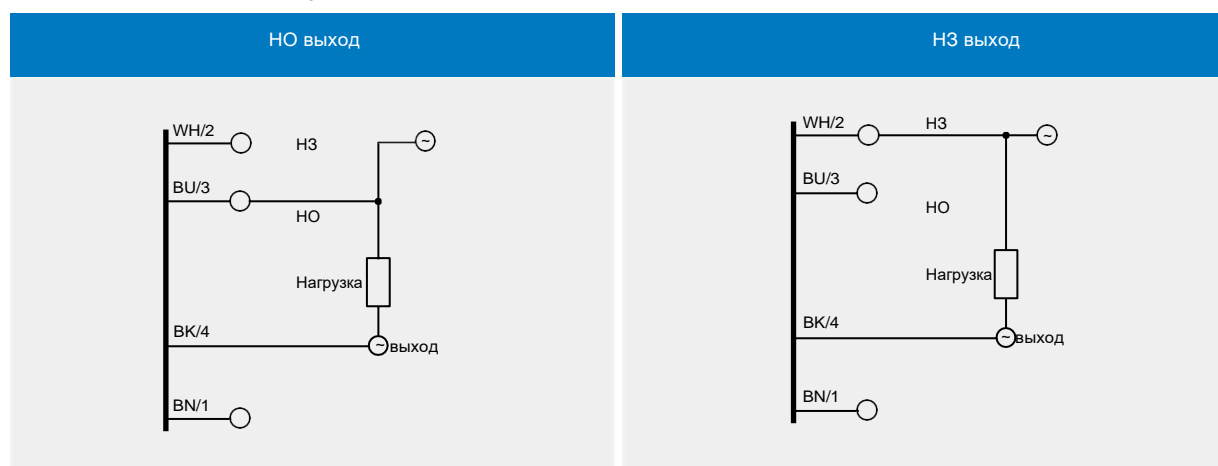 НО выход
WH/2
НЗ
~
BU/3
НО
Нагрузка
BK/4
~
выход
BN/1
НЗ выход
WH/2
НЗ
~
BU/3
НО
Нагрузка
BK/4
~
выход
BN/1